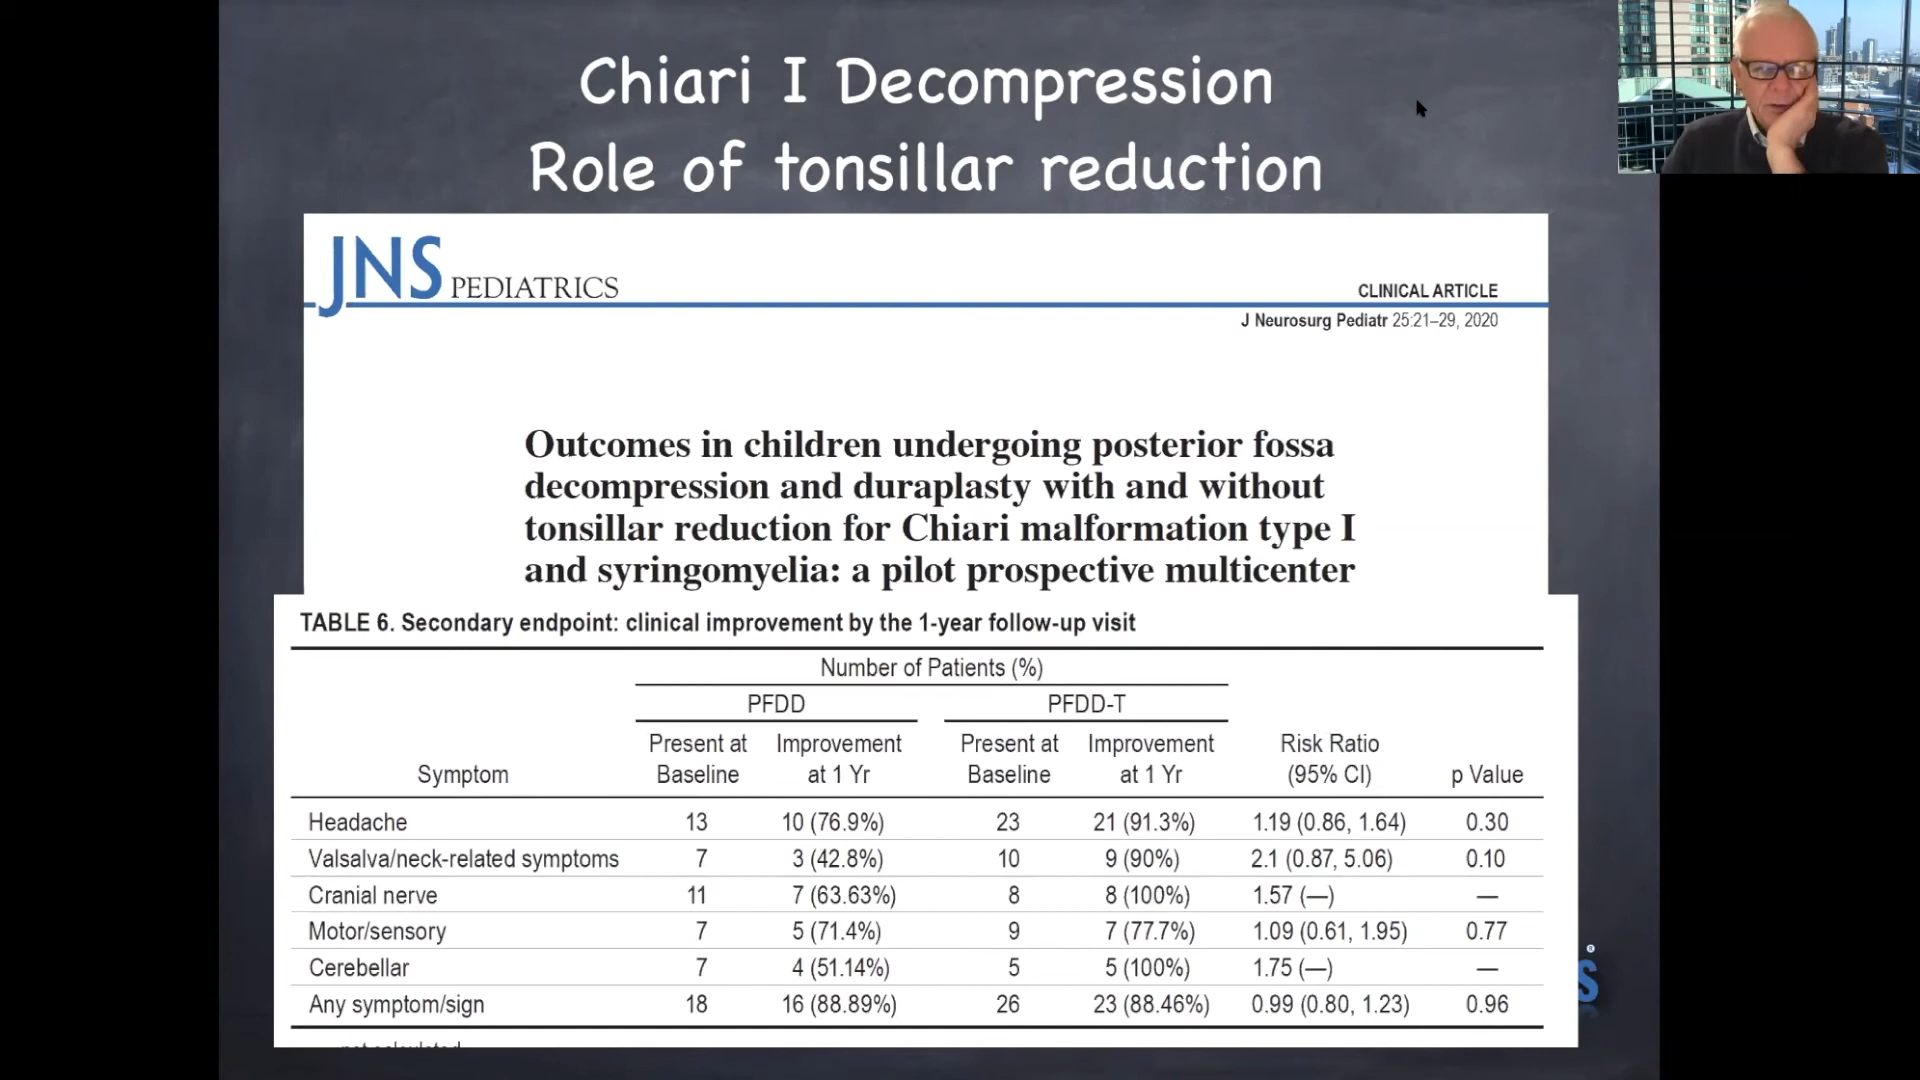 Chiari I Decompression
Role of tonsillar reduction
JNS PEDIATRICS
CLINICAL ARTICLE
J Neurosurg Pediatr 25:21–29, 2020
Outcomes in children undergoing posterior fossa
decompression and duraplasty with and without
tonsillar reduction for Chiari malformation type I
and syringomyelia: a pilot prospective multicenter
TABLE 6. Secondary endpoint: clinical improvement by the 1-year follow-up visit
Number of Patients (%)
PFDD PFDD-T
Present at Improvement Present at Improvement Risk Ratio
Symptom Baseline at 1 Yr Baseline at 1 Yr (95% CI) p Value
Headache 13 10 (76.9%) 23 21 (91.3%) 1.19 (0.86, 1.64) 0.30
Valsalva/neck-related symptoms 7 3 (42.8%) 10 9 (90%) 2.1 (0.87, 5.06) 0.10
Cranial nerve 11 7 (63.63%) 8 8 (100%) 1.57 (—) —
Motor/sensory 7 5 (71.4%) 9 7 (77.7%) 1.09 (0.61, 1.95) 0.77
Cerebellar 7 4 (51.14%) 5 5 (100%) 1.75 (—) —
Any symptom/sign 18 16 (88.89%) 26 23 (88.46%) 0.99 (0.80, 1.23) 0.96